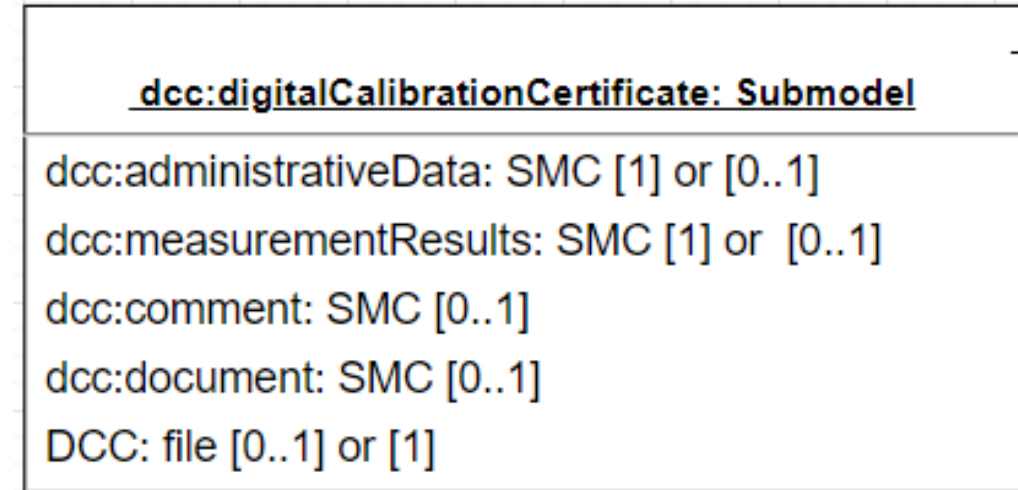 dcc:digitalCalibrationCertificate: Submodel
dcc:administrativeData: SMC [1] or [0..1]
dcc:measurementResults: SMC [1] or [0..1]
dcc:comment: SMC [0..1]
dcc:document: SMC [0..1]
DCC: file [0..1] or [1]